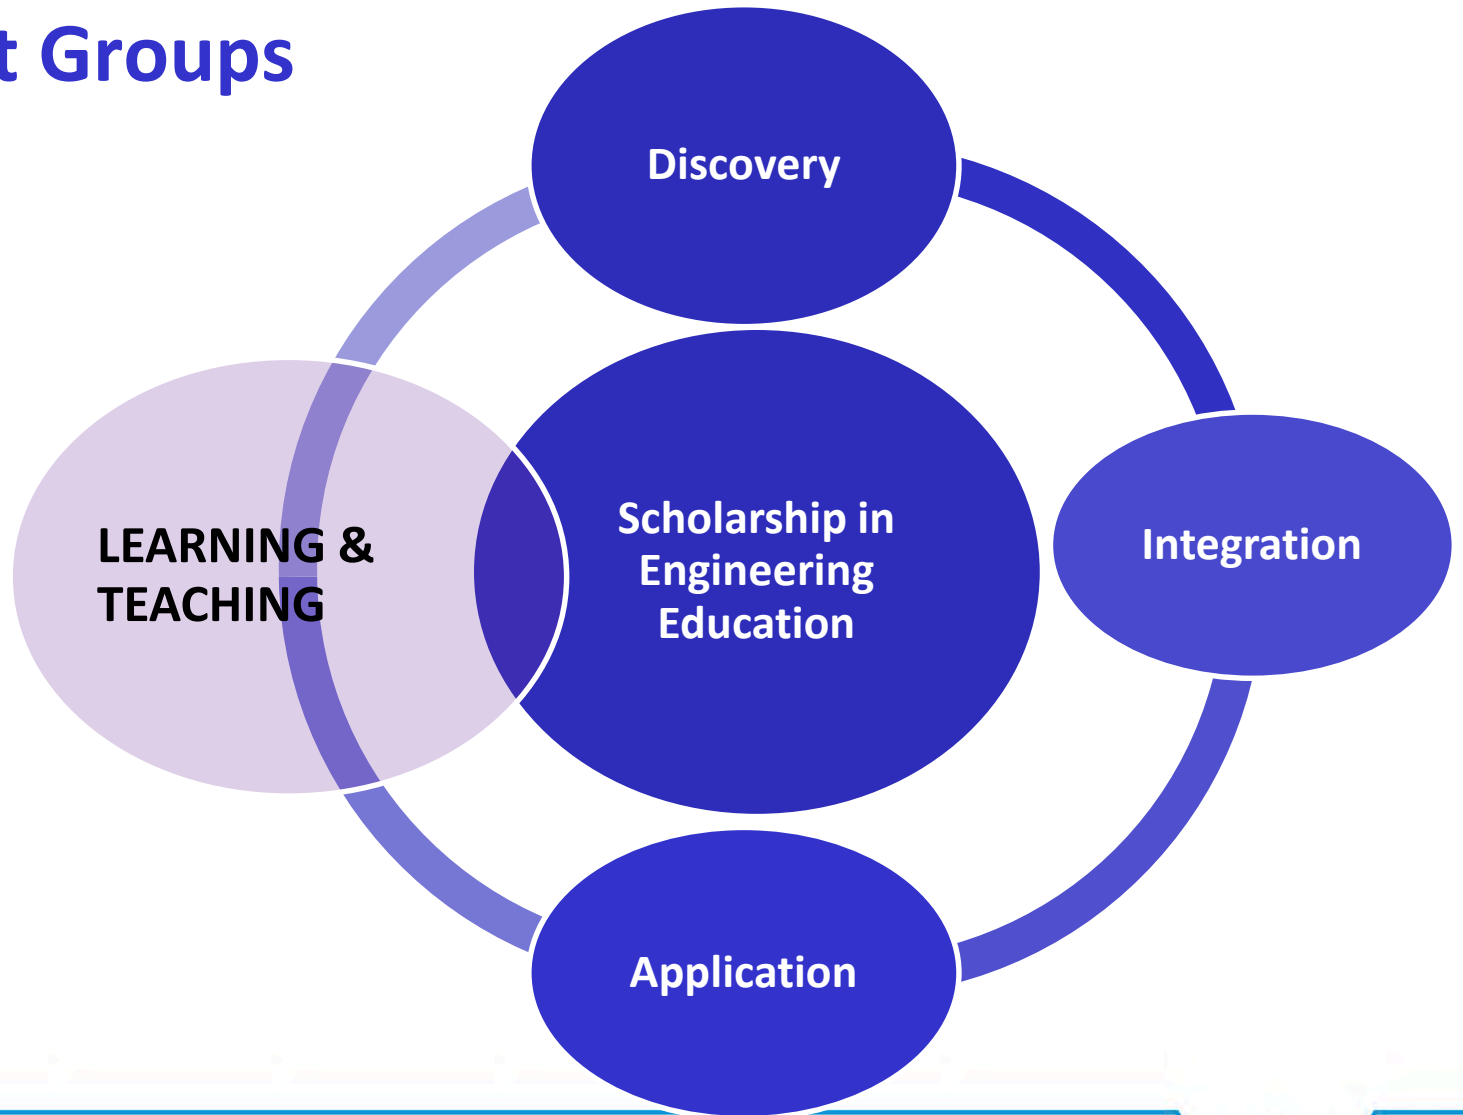 t Groups
Discovery
Scholarship in
Engineering
Education
Integration
LEARNING &
TEACHING
Application